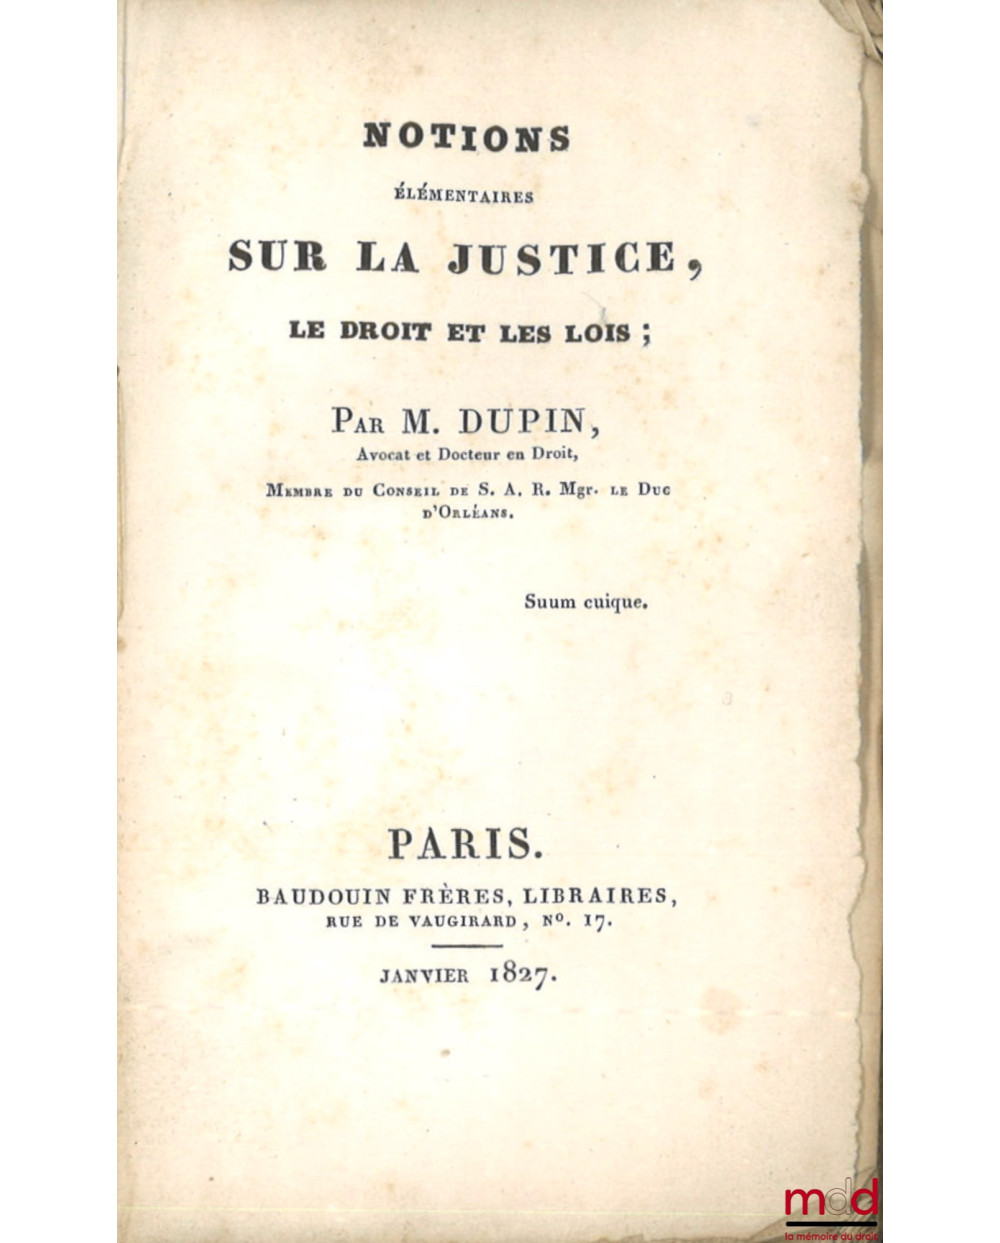 NOTIONS
ÉLÉMENTAIRES
SUR LA JUSTICE,
LE DROIT ET LES LOIS ;
PAR M. DUPIN,
Avocat et Docteur en Droit,
MEMBRE DU CONSEIL DE S. A. R. Mgr. LE DUC
D'ORLÉANS.
Suum cuique.
PARIS.
BAUDOUIN FRÈRES, LIBRAIRES,
RUE DE VAUGIRARD, Nº. 17.
JANVIER 1827.
mdd
la mémoire du droit